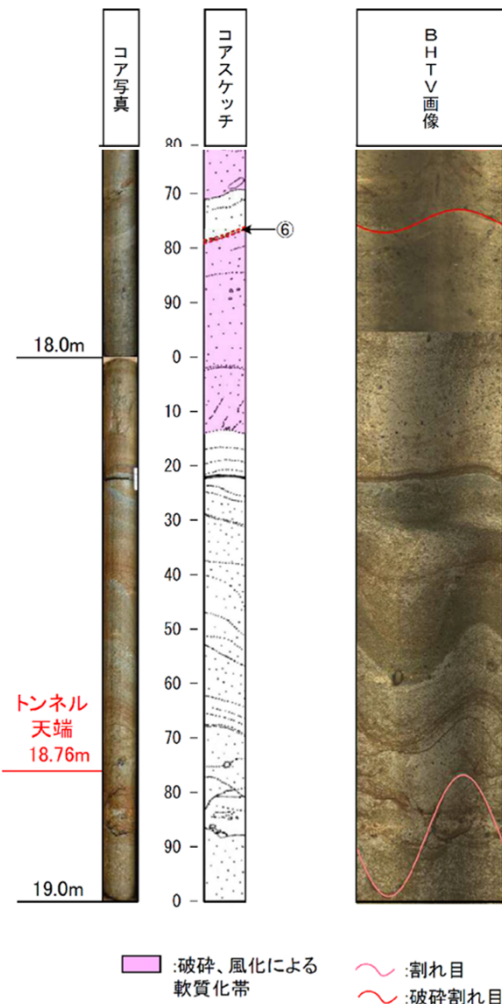 コア写真
コアスケッチ
BHTV画像
80
70
⑥
80
90
18.0m
0
10
20
30
40
50
60
トンネル
天端
18.76m
70
80
90
19.0m
0
:破砕、風化による
軟質化帯
:割れ目
:破砕割れ目